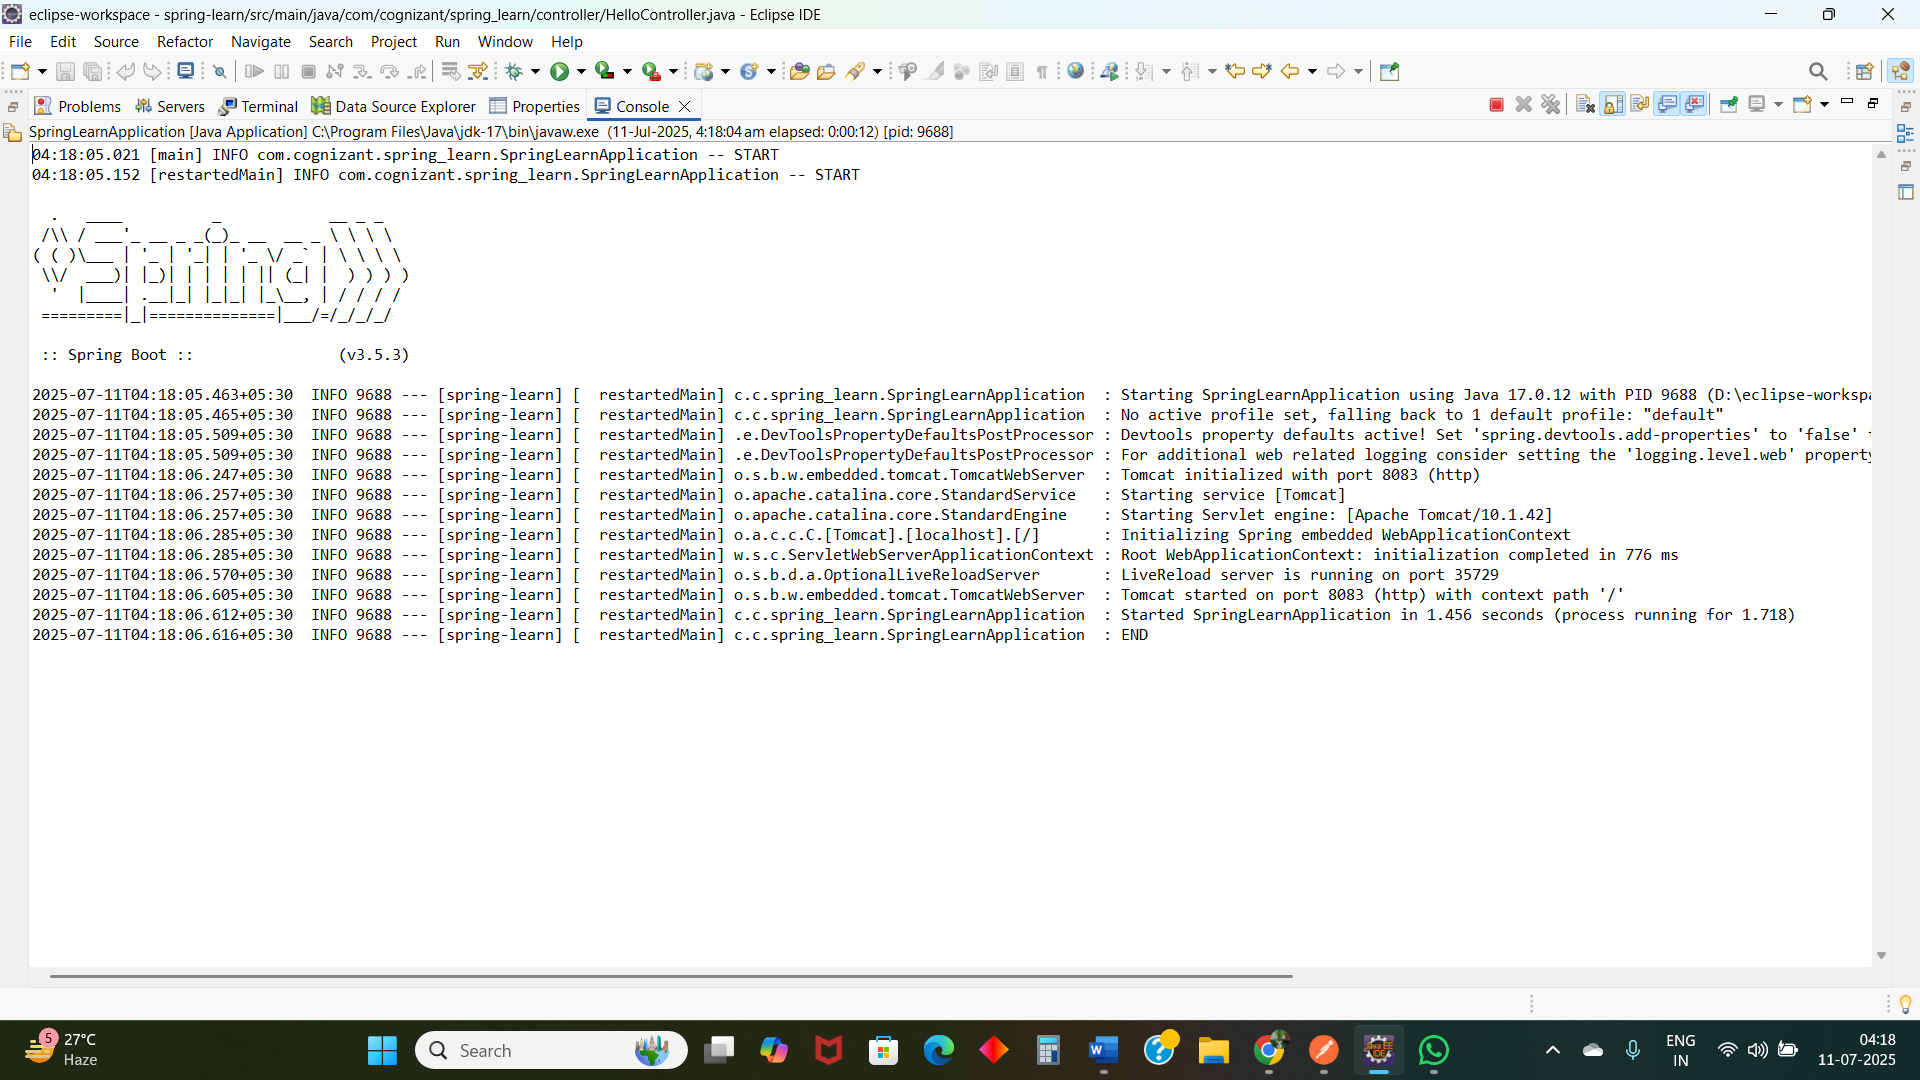 eclipse-workspace - spring-learn/src/main/java/com/cognizant/spring_learn/controller/HelloController.java - Eclipse IDE
File Edit Source Refactor Navigate Search Project Run Window Help
Problems Servers Terminal Data Source Explorer Properties Console
SpringLearnApplication [Java Application] C:\Program Files\Java\jdk-17\bin\javaw.exe (11-Jul-2025, 4:18:04 am elapsed: 0:00:12) [pid: 9688]
04:18:05.021 [main] INFO com.cognizant.spring_learn.SpringLearnApplication -- START
04:18:05.152 [restartedMain] INFO com.cognizant.spring_learn.SpringLearnApplication -- START
  .   ____          _            __ _ _
 /\\ / ___'_ __ _ _(_)_ __  __ _ \ \ \ \
( ( )\___ | '_ | '_| | '_ \/ _` | \ \ \ \
 \\/  ___)| |_)| | | | | || (_| |  ) ) ) )
  '  |____| .__|_| |_|_| |_\__, | / / / /
 =========|_|==============|___/=/_/_/_/
 :: Spring Boot ::                (v3.5.3)
2025-07-11T04:18:05.463+05:30  INFO 9688 --- [spring-learn] [  restartedMain] c.c.spring_learn.SpringLearnApplication  : Starting SpringLearnApplication using Java 17.0.12 with PID 9688 (D:\eclipse-workspa
2025-07-11T04:18:05.465+05:30  INFO 9688 --- [spring-learn] [  restartedMain] c.c.spring_learn.SpringLearnApplication  : No active profile set, falling back to 1 default profile: "default"
2025-07-11T04:18:05.509+05:30  INFO 9688 --- [spring-learn] [  restartedMain] .e.DevToolsPropertyDefaultsPostProcessor : Devtools property defaults active! Set 'spring.devtools.add-properties' to 'false'
2025-07-11T04:18:05.509+05:30  INFO 9688 --- [spring-learn] [  restartedMain] .e.DevToolsPropertyDefaultsPostProcessor : For additional web related logging consider setting the 'logging.level.web' property
2025-07-11T04:18:06.247+05:30  INFO 9688 --- [spring-learn] [  restartedMain] o.s.b.w.embedded.tomcat.TomcatWebServer  : Tomcat initialized with port 8083 (http)
2025-07-11T04:18:06.257+05:30  INFO 9688 --- [spring-learn] [  restartedMain] o.apache.catalina.core.StandardService   : Starting service [Tomcat]
2025-07-11T04:18:06.257+05:30  INFO 9688 --- [spring-learn] [  restartedMain] o.apache.catalina.core.StandardEngine    : Starting Servlet engine: [Apache Tomcat/10.1.42]
2025-07-11T04:18:06.285+05:30  INFO 9688 --- [spring-learn] [  restartedMain] o.a.c.c.C.[Tomcat].[localhost].[/]       : Initializing Spring embedded WebApplicationContext
2025-07-11T04:18:06.285+05:30  INFO 9688 --- [spring-learn] [  restartedMain] w.s.c.ServletWebServerApplicationContext : Root WebApplicationContext: initialization completed in 776 ms
2025-07-11T04:18:06.570+05:30  INFO 9688 --- [spring-learn] [  restartedMain] o.s.b.d.a.OptionalLiveReloadServer       : LiveReload server is running on port 35729
2025-07-11T04:18:06.605+05:30  INFO 9688 --- [spring-learn] [  restartedMain] o.s.b.w.embedded.tomcat.TomcatWebServer  : Tomcat started on port 8083 (http) with context path '/'
2025-07-11T04:18:06.612+05:30  INFO 9688 --- [spring-learn] [  restartedMain] c.c.spring_learn.SpringLearnApplication  : Started SpringLearnApplication in 1.456 seconds (process running for 1.718)
2025-07-11T04:18:06.616+05:30  INFO 9688 --- [spring-learn] [  restartedMain] c.c.spring_learn.SpringLearnApplication  : END
5 27°C
Haze
Search
ENG
IN
04:18
11-07-2025